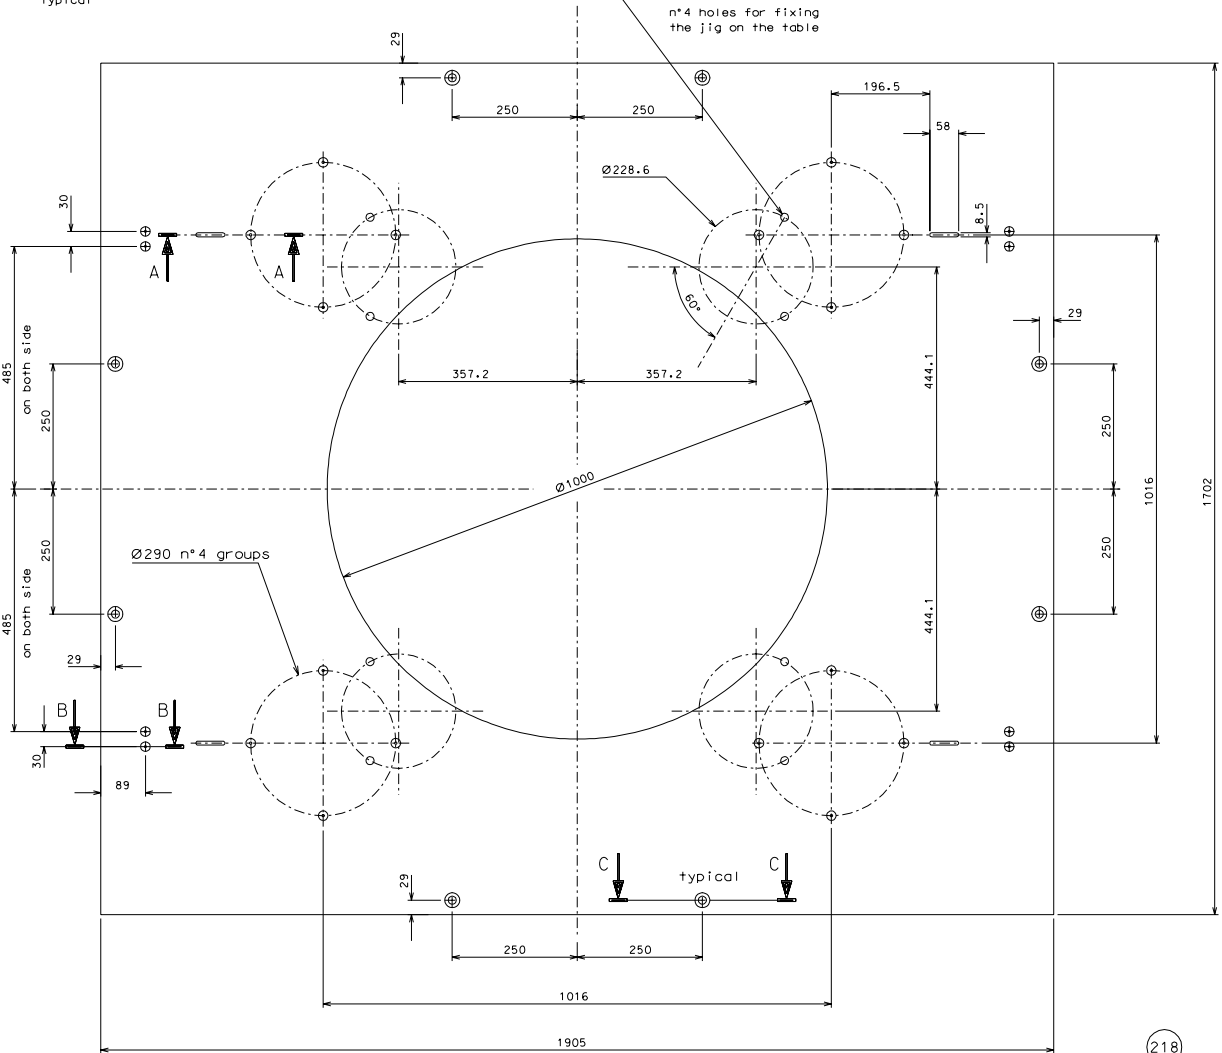 typical
n°4 holes for fixing
the jig on the table
29
250
250
196.5
58
Ø228.6
30
8.5
A
A
60°
29
485
on both side
357.2
357.2
444.1
250
250
Ø1000
1016
1702
Ø290 n°4 groups
250
250
485
on both side
444.1
29
B
B
30
89
C
C
typical
29
250
250
1016
1905
218